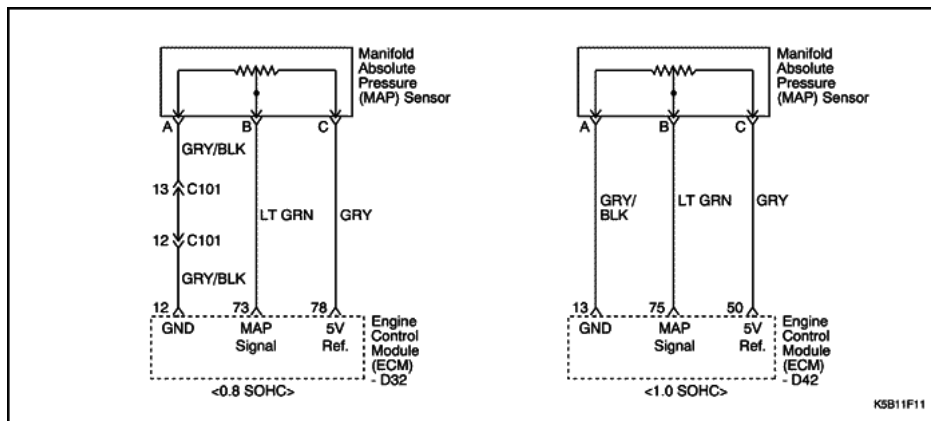 Manifold
Absolute
Pressure
(MAP) Sensor
A B C
GRY/BLK
13 C101
LT GRN GRY
12 C101
GRY/BLK
12 73 78
GND MAP Signal 5V Ref.
Engine
Control
Module
(ECM)
- D32
<0.8 SOHC>
Manifold
Absolute
Pressure
(MAP) Sensor
A B C
GRY/
BLK
LT GRN GRY
13 75 50
GND MAP Signal 5V Ref.
Engine
Control
Module
(ECM)
- D42
<1.0 SOHC>
K5B11F11